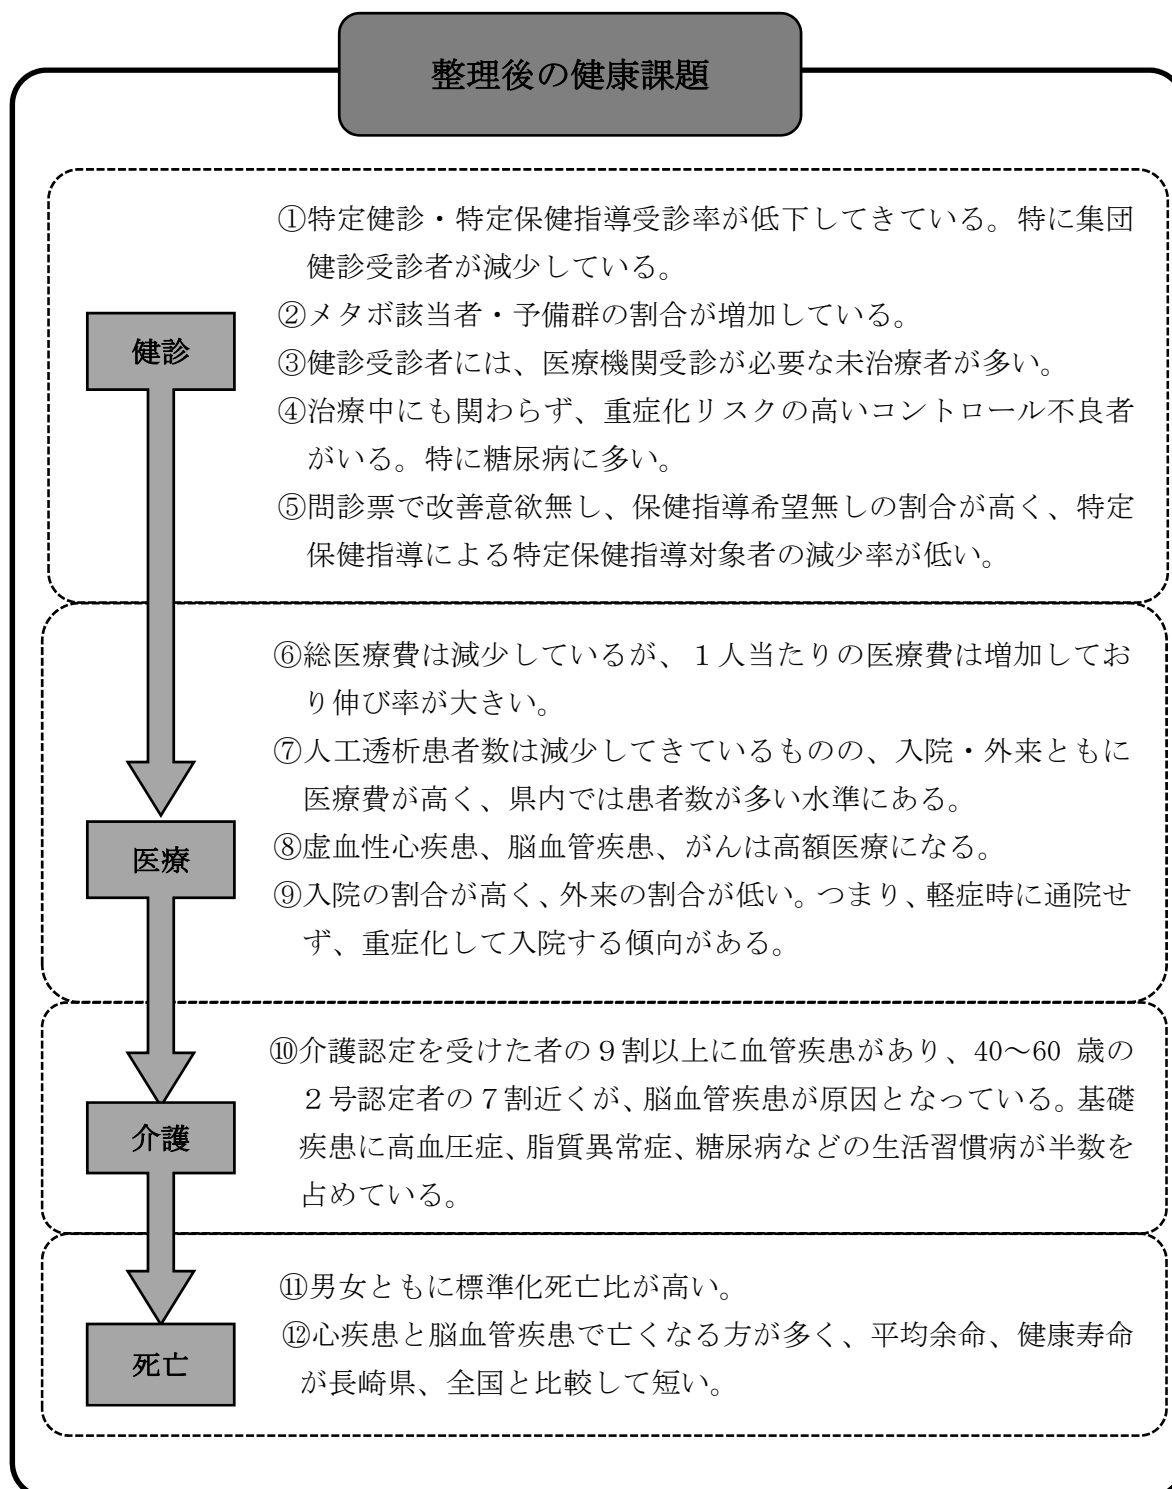 整理後の健康課題
①特定健診・特定保健指導受診率が低下してきている。特に集団
健診受診者が減少している。
②メタボ該当者・予備群の割合が増加している。
健診
③健診受診者には、医療機関受診が必要な未治療者が多い。
④治療中にも関わらず、重症化リスクの高いコントロール不良者
がいる。特に糖尿病に多い。
⑤問診票で改善意欲無し、保健指導希望無しの割合が高く、特定
保健指導による特定保健指導対象者の減少率が低い。
⑥総医療費は減少しているが、１人当たりの医療費は増加してお
り伸び率が大きい。
⑦人工透析患者数は減少してきているものの、入院・外来ともに
医療費が高く、県内では患者数が多い水準にある。
医療
⑧虚血性心疾患、脳血管疾患、がんは高額医療になる。
⑨入院の割合が高く、外来の割合が低い。つまり、軽症時に通院せ
ず、重症化して入院する傾向がある。
⑩介護認定を受けた者の９割以上に血管疾患があり、40～60 歳の
２号認定者の７割近くが、脳血管疾患が原因となっている。基礎
介護
疾患に高血圧症、脂質異常症、糖尿病などの生活習慣病が半数を
占めている。
⑪男女ともに標準化死亡比が高い。
⑫心疾患と脳血管疾患で亡くなる方が多く、平均余命、健康寿命
死亡
が長崎県、全国と比較して短い。